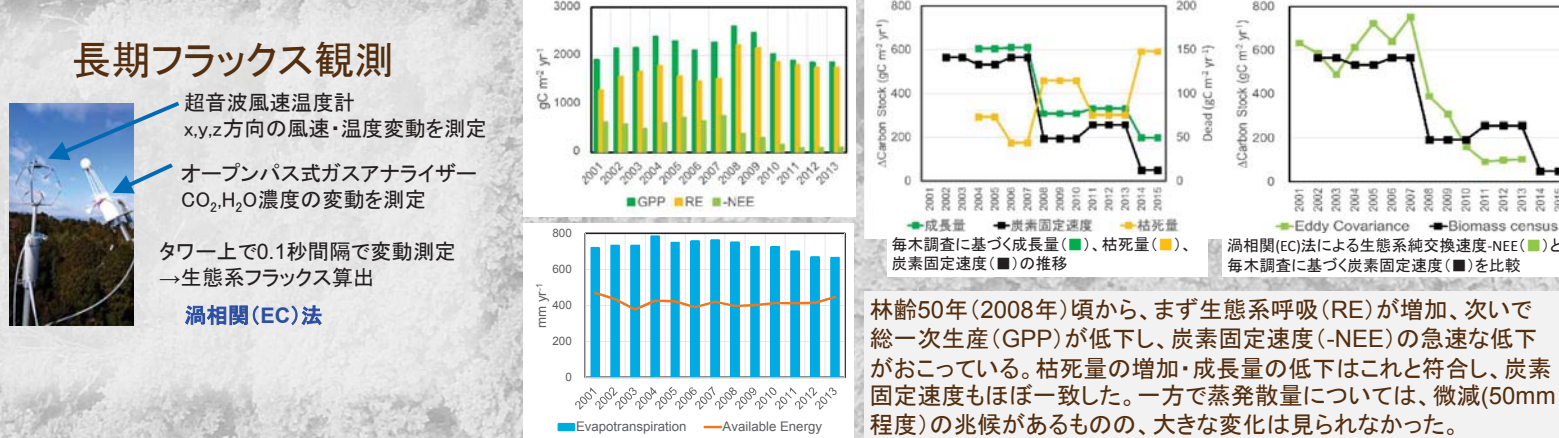 長期フラックス観測
超音波風速温度計
x,y,z方向の風速・温度変動を測定
オープンパス式ガスアナライザー
CO2,H2O濃度の変動を測定
タワー上で0.1秒間隔で変動測定
→生態系フラックス算出
渦相関(EC)法
3000
2000
1000
0
gC m-2 yr-1
2001 2002 2003 2004 2005 2006 2007 2008 2009 2010 2011 2012 2013
GPP RE -NEE
800
600
400
200
0
mm yr-1
2001 2002 2003 2004 2005 2006 2007 2008 2009 2010 2011 2012 2013
Evapotranspiration Available Energy
800
600
400
200
0
ΔCarbon Stock (gC m-2 yr-1)
200
150
100
50
0
Dead (gC m-2 yr-1)
2001 2002 2003 2004 2005 2006 2007 2008 2009 2010 2011 2012 2013 2014 2015
成長量 炭素固定速度 枯死量
毎木調査に基づく成長量(■)、枯死量(■)、
炭素固定速度(■)の推移
800
600
400
200
0
ΔCarbon Stock (gC m-2 yr-1)
2001 2002 2003 2004 2005 2006 2007 2008 2009 2010 2011 2012 2013 2014 2015
Eddy Covariance Biomass census
渦相関(EC)法による生態系純交換速度-NEE(■)と
毎木調査に基づく炭素固定速度(■)を比較
林齢50年(2008年)頃から、まず生態系呼吸(RE)が増加、次いで
総一次生産(GPP)が低下し、炭素固定速度(-NEE)の急速な低下
がおこっている。枯死量の増加・成長量の低下はこれと符合し、炭素
固定速度もほぼ一致した。一方で蒸発散量については、微減(50mm
程度)の兆候があるものの、大きな変化は見られなかった。